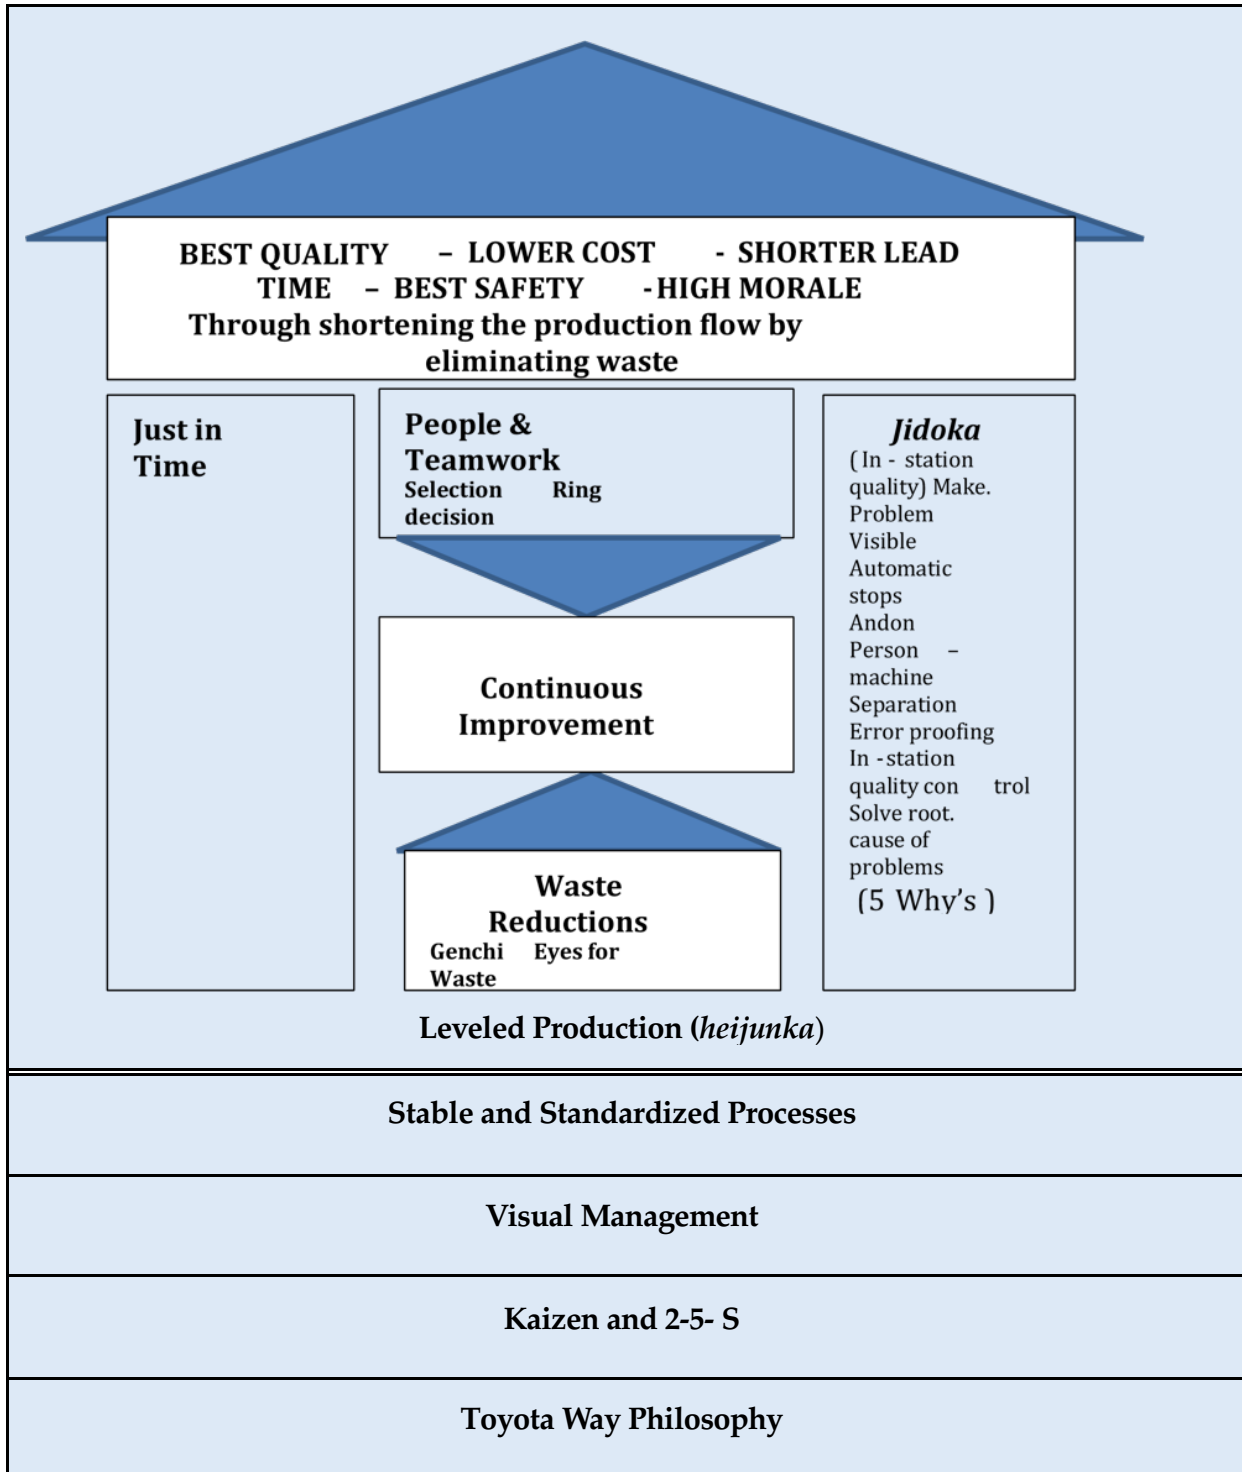 BEST QUALITY – LOWER COST - SHORTER LEAD
TIME – BEST SAFETY -HIGH MORALE
Through shortening the production flow by
eliminating waste
Just in
Time
People &
Teamwork
Selection Ring
decision
Continuous
Improvement
Waste
Reductions
Genchi Eyes for
Waste
Jidoka
( In - station
quality) Make.
Problem
Visible
Automatic
stops
Andon
Person –
machine
Separation
Error proofing
In -station
quality con trol
Solve root.
cause of
problems
(5 Why's )
Leveled Production (heijunka)
Stable and Standardized Processes
Visual Management
Kaizen and 2-5- S
Toyota Way Philosophy